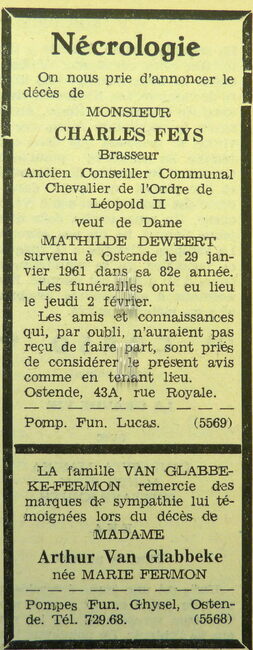 Nécrologie
On nous prie d'annoncer le
décès de
MONSIEUR
CHARLES FEYS
Brasseur
Ancien Conseiller Communal
Chevalier de l'Ordre de
Léopold II
veuf de Dame
MATHILDE DEWEERT
survenu à Ostende le 29 jan-
vier 1961 dans sa 82e année.
Les funérailles ont eu lieu
le jeudi 2 février.
Les amis et connaissances
qui, par oubli, n'auraient pas
reçu de faire part, sont priés
de considérer le présent avis
comme en tenant lieu.
Ostende, 43A, rue Royale.
Pomp. Fun. Lucas. (5569)
LA famille VAN GLABBE-
KE-FERMON remercie des
marques de sympathie lui té-
moignées lors du décès de
MADAME
Arthur Van Glabbeke
née MARIE FERMON
Pompes Fun. Ghysel, Osten-
de. Tél. 729.68. (5568)